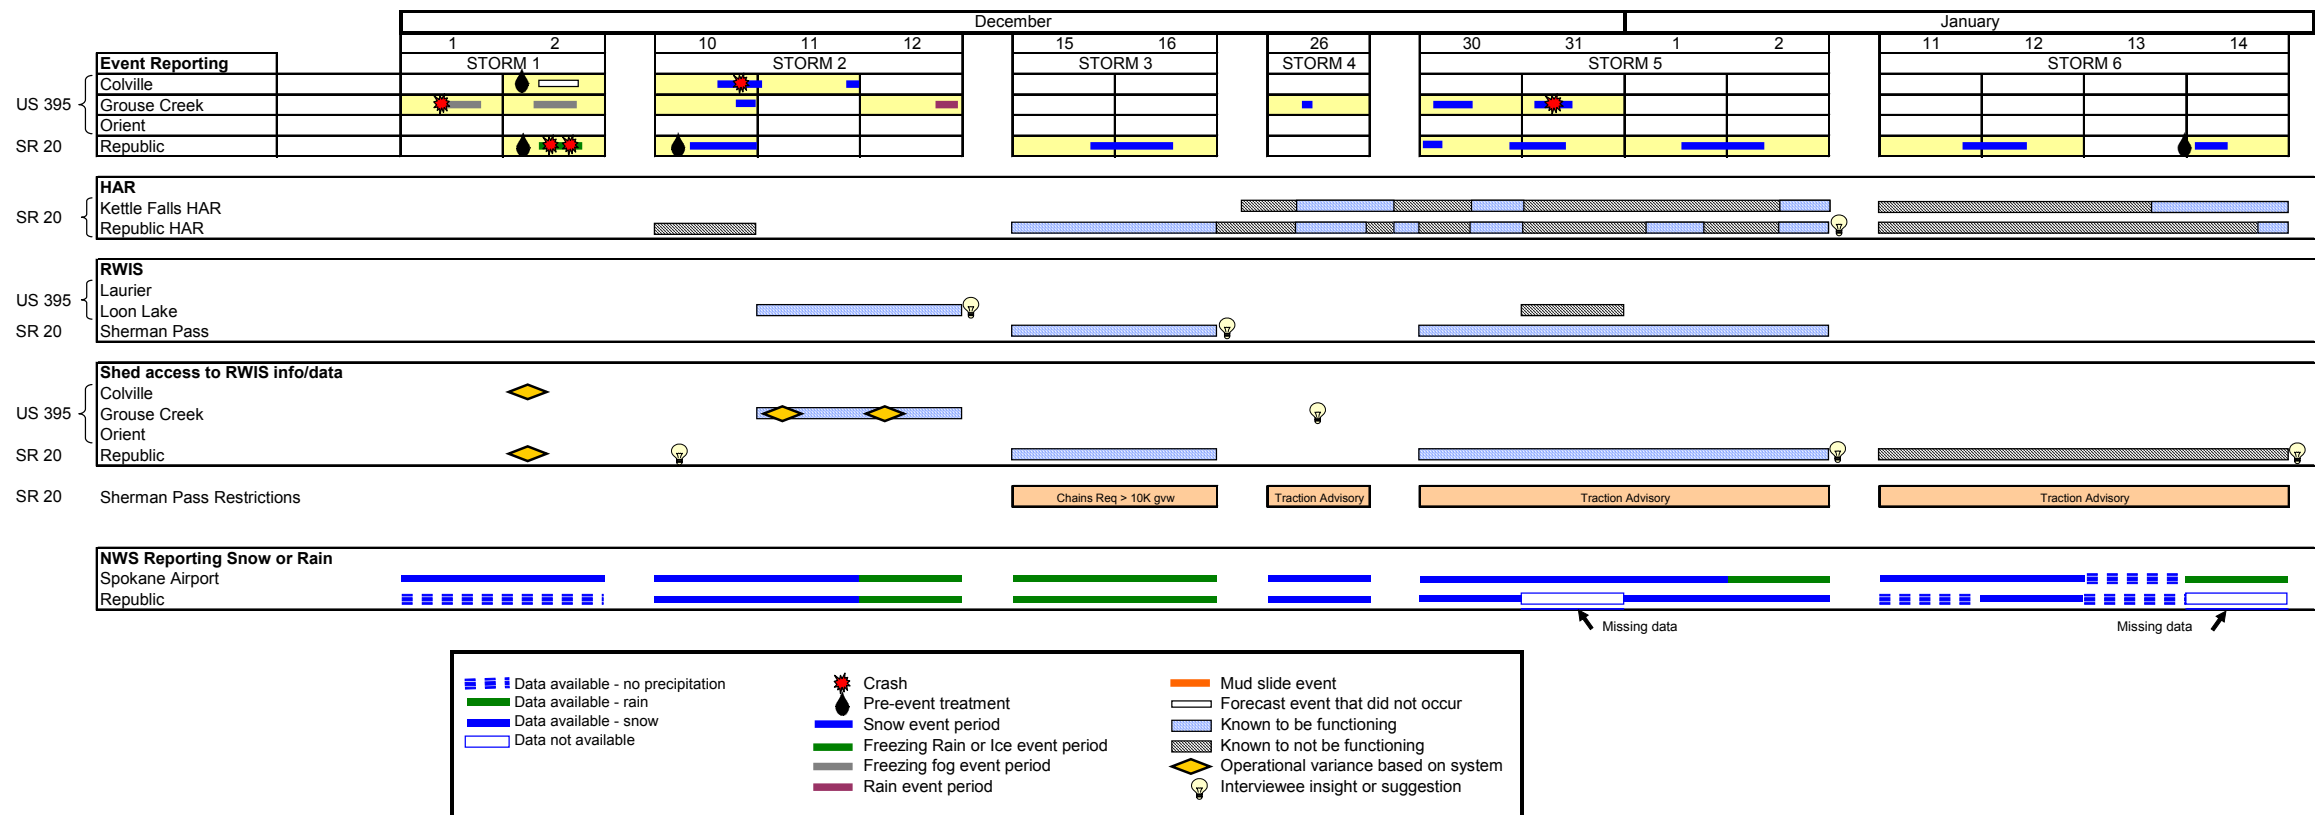 December January
1 2 10 11 12 15 16 26 30 31 1 2 11 12 13 14
Event Reporting STORM 1 STORM 2 STORM 3 STORM 4 STORM 5 STORM 6
Colville
US 395 Grouse Creek
Orient
SR 20 Republic
HAR
Kettle Falls HAR
SR 20
Republic HAR
RWIS
Laurier
US 395
Loon Lake
SR 20 Sherman Pass
Shed access to RWIS info/data
Colville
US 395 Grouse Creek
Orient
SR 20 Republic
SR 20 Sherman Pass Restrictions Chains Req > 10K gvw Traction Advisory Traction Advisory Traction Advisory
NWS Reporting Snow or Rain
Spokane Airport
Republic
Missing data Missing data
Data available - no precipitation
Data available - rain
Data available - snow
Data not available
Crash
Pre-event treatment
Snow event period
Freezing Rain or Ice event period
Freezing fog event period
Rain event period
Mud slide event
Forecast event that did not occur
Known to be functioning
Known to not be functioning
Operational variance based on system
Interviewee insight or suggestion